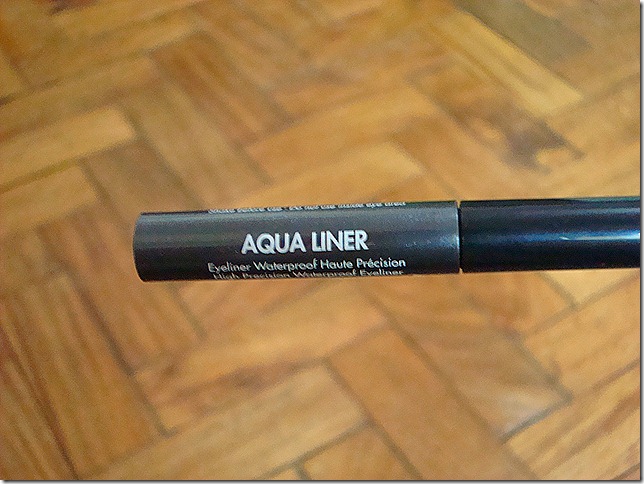 AQUA LINER
Eyeliner Waterproof Haute Précision
High Precision Waterproof Eyeliner